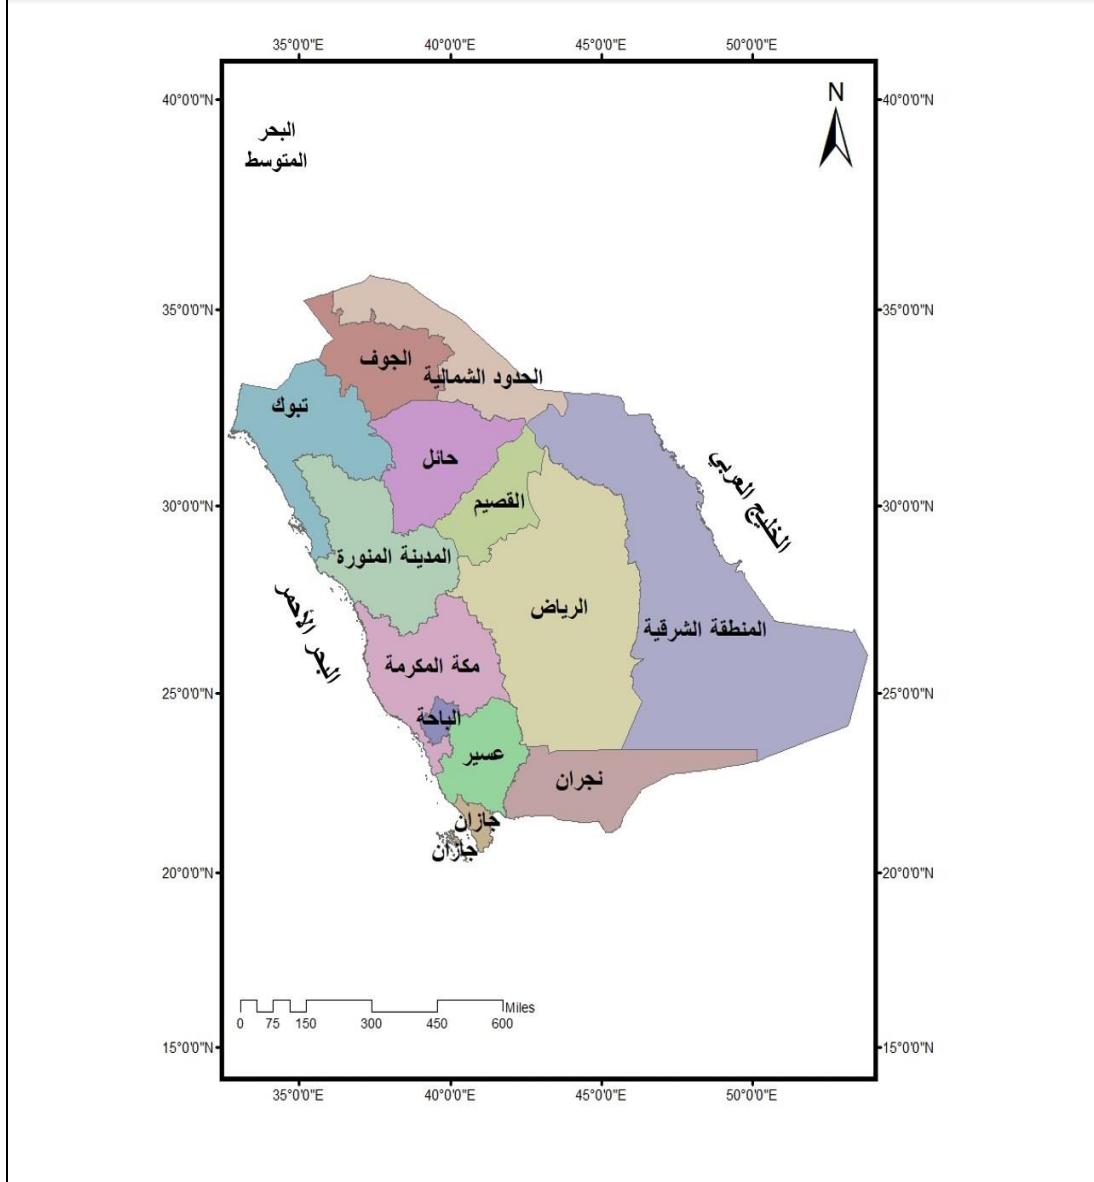 35°0'0"E 40°0'0"E 45°0'0"E 50°0'0"E
N
40°0'0"N 40°0'0"N
البحر
المتوسط
35°0'0"N 35°0'0"N
الجوف
الحدود الشمالية
تبوك
حائل
القصيم
الخليج العربي
30°0'0"N 30°0'0"N
المدينة المنورة
الرياض
المنطقة الشرقية
البحر الأحمر
مكة المكرمة
25°0'0"N 25°0'0"N
الباحة
عسير
نجران
جازان
جازان
20°0'0"N 20°0'0"N
Miles
0 75 150 300 450 600
15°0'0"N 15°0'0"N
35°0'0"E 40°0'0"E 45°0'0"E 50°0'0"E